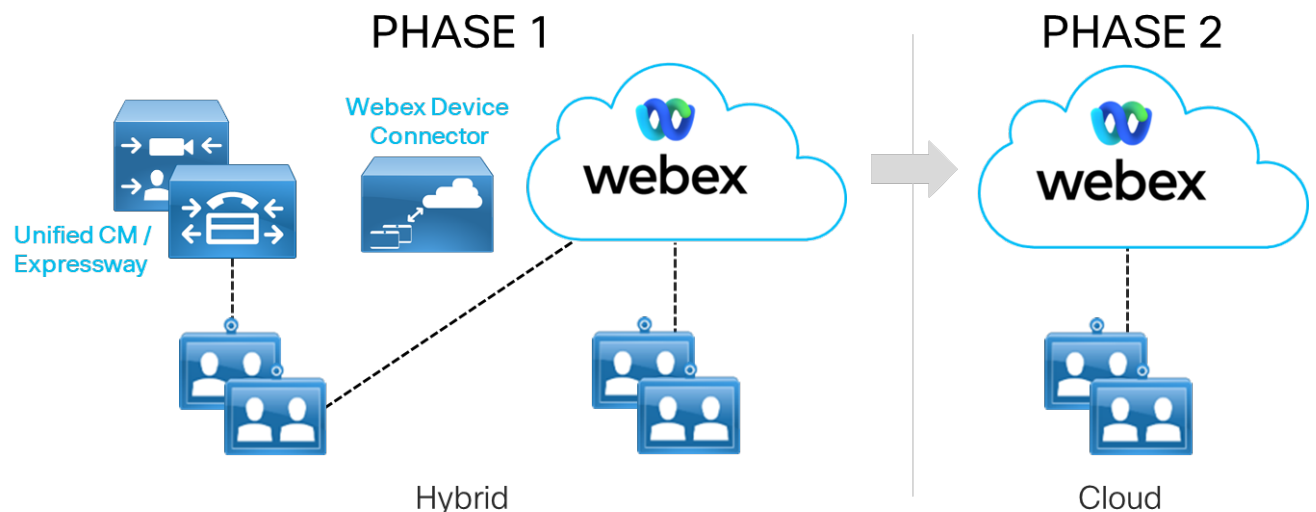 PHASE 1
PHASE 2
Webex Device
Connector
webex
webex
Unified CM /
Expressway
Hybrid
Cloud